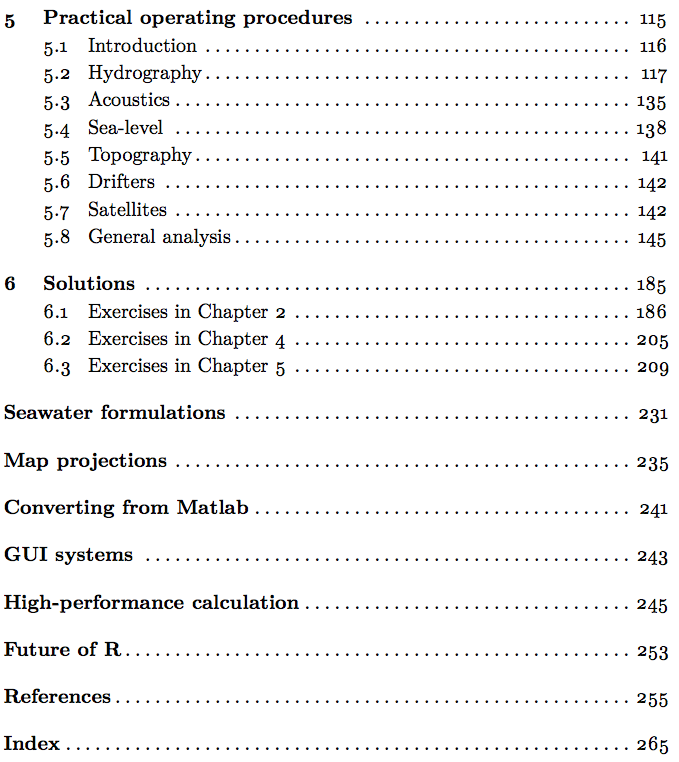 5 Practical operating procedures ........................... 115
5.1 Introduction ........................................... 116
5.2 Hydrography ........................................... 117
5.3 Acoustics .............................................. 135
5.4 Sea-level .............................................. 138
5.5 Topography ............................................ 141
5.6 Drifters ............................................... 142
5.7 Satellites .............................................. 142
5.8 General analysis ........................................ 145
6 Solutions ................................................. 185
6.1 Exercises in Chapter 2 .................................. 186
6.2 Exercises in Chapter 4 .................................. 205
6.3 Exercises in Chapter 5 .................................. 209
Seawater formulations ........................................ 231
Map projections .............................................. 235
Converting from Matlab ...................................... 241
GUI systems ................................................. 243
High-performance calculation ................................. 245
Future of R .................................................. 253
References ................................................... 255
Index ........................................................ 265